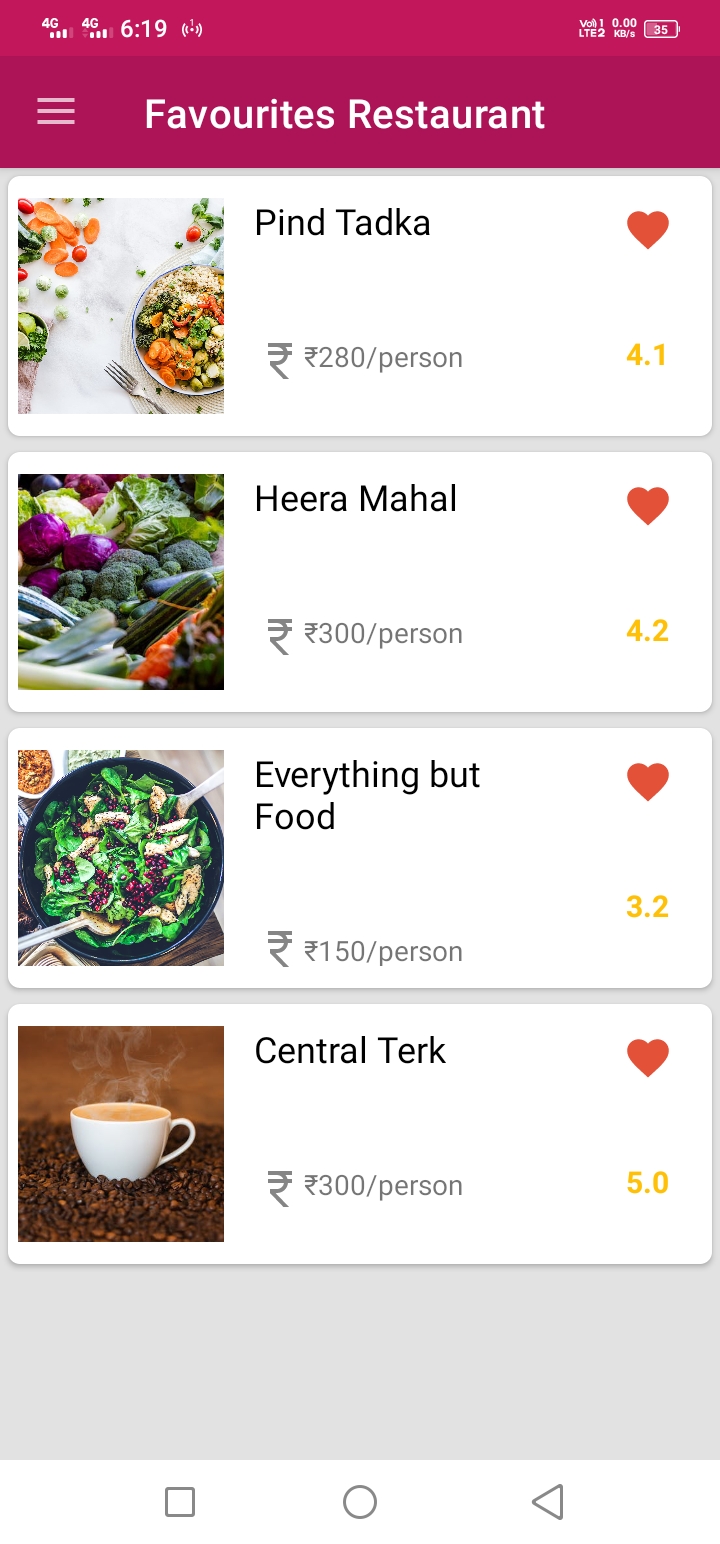 4G 4G 6:19 1 Vo)) 1 LTE2 0.00 KB/s 35
Favourites Restaurant
Pind Tadka
₹ ₹280/person 4.1
Heera Mahal
₹ ₹300/person 4.2
Everything but
Food
3.2
₹ ₹150/person
Central Terk
₹ ₹300/person 5.0